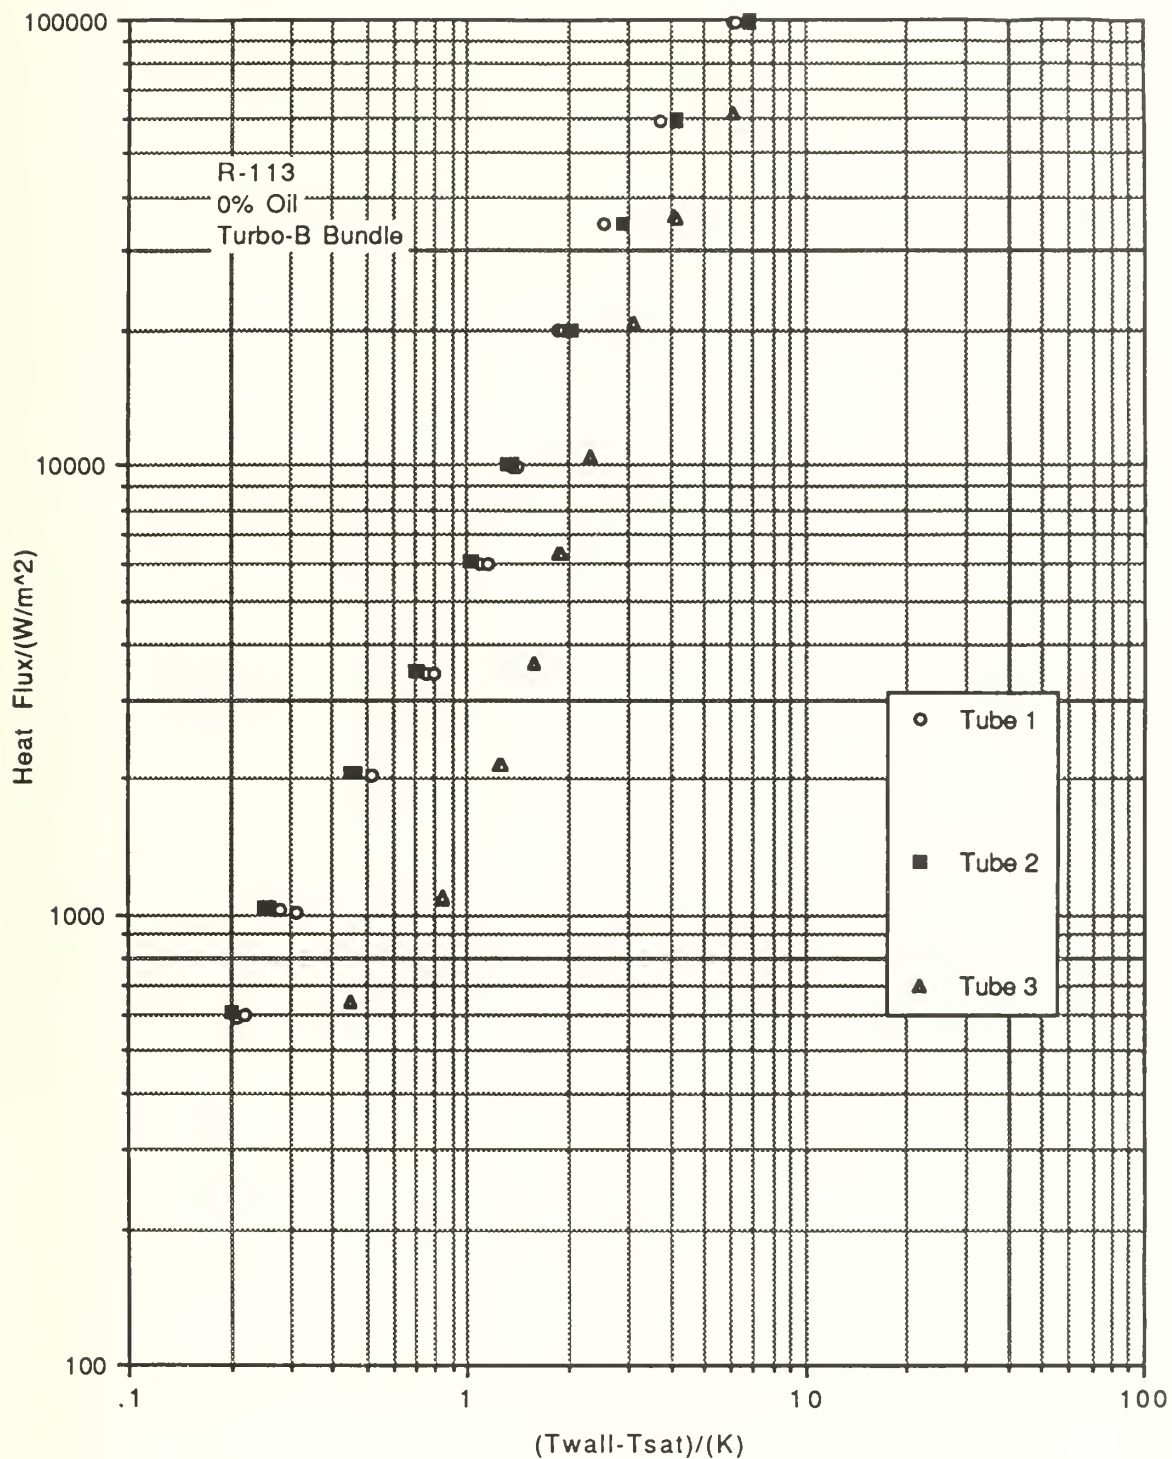 100000
R-113
0% Oil
Turbo-B Bundle
10000
Heat Flux/(W/m^2)
Tube 1
Tube 2
1000
Tube 3
100
.1
1
10
100
(Twall-Tsat)/(K)